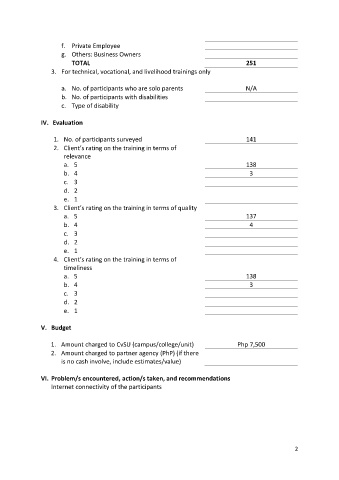 f. Private Employee
g. Others: Business Owners
TOTAL 251
3. For technical, vocational, and livelihood trainings only
a. No. of participants who are solo parents N/A
b. No. of participants with disabilities
c. Type of disability
IV. Evaluation
1. No. of participants surveyed 141
2. Client's rating on the training in terms of
relevance
a. 5 138
b. 4 3
c. 3
d. 2
e. 1
3. Client's rating on the training in terms of quality
a. 5 137
b. 4 4
c. 3
d. 2
e. 1
4. Client's rating on the training in terms of
timeliness
a. 5 138
b. 4 3
c. 3
d. 2
e. 1
V. Budget
1. Amount charged to CvSU (campus/college/unit) Php 7,500
2. Amount charged to partner agency (PhP) (if there
is no cash involve, include estimates/value)
VI. Problem/s encountered, action/s taken, and recommendations
Internet connectivity of the participants
2